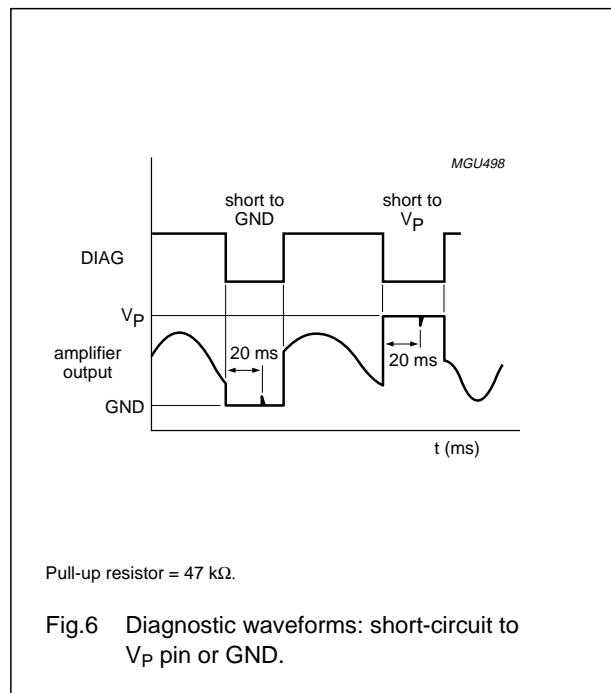 MGU498
short to
GND
short to
VP
DIAG
VP
amplifier
output
20 ms
20 ms
GND
t (ms)
Pull-up resistor = 47 kΩ.
Fig.6 Diagnostic waveforms: short-circuit to
VP pin or GND.